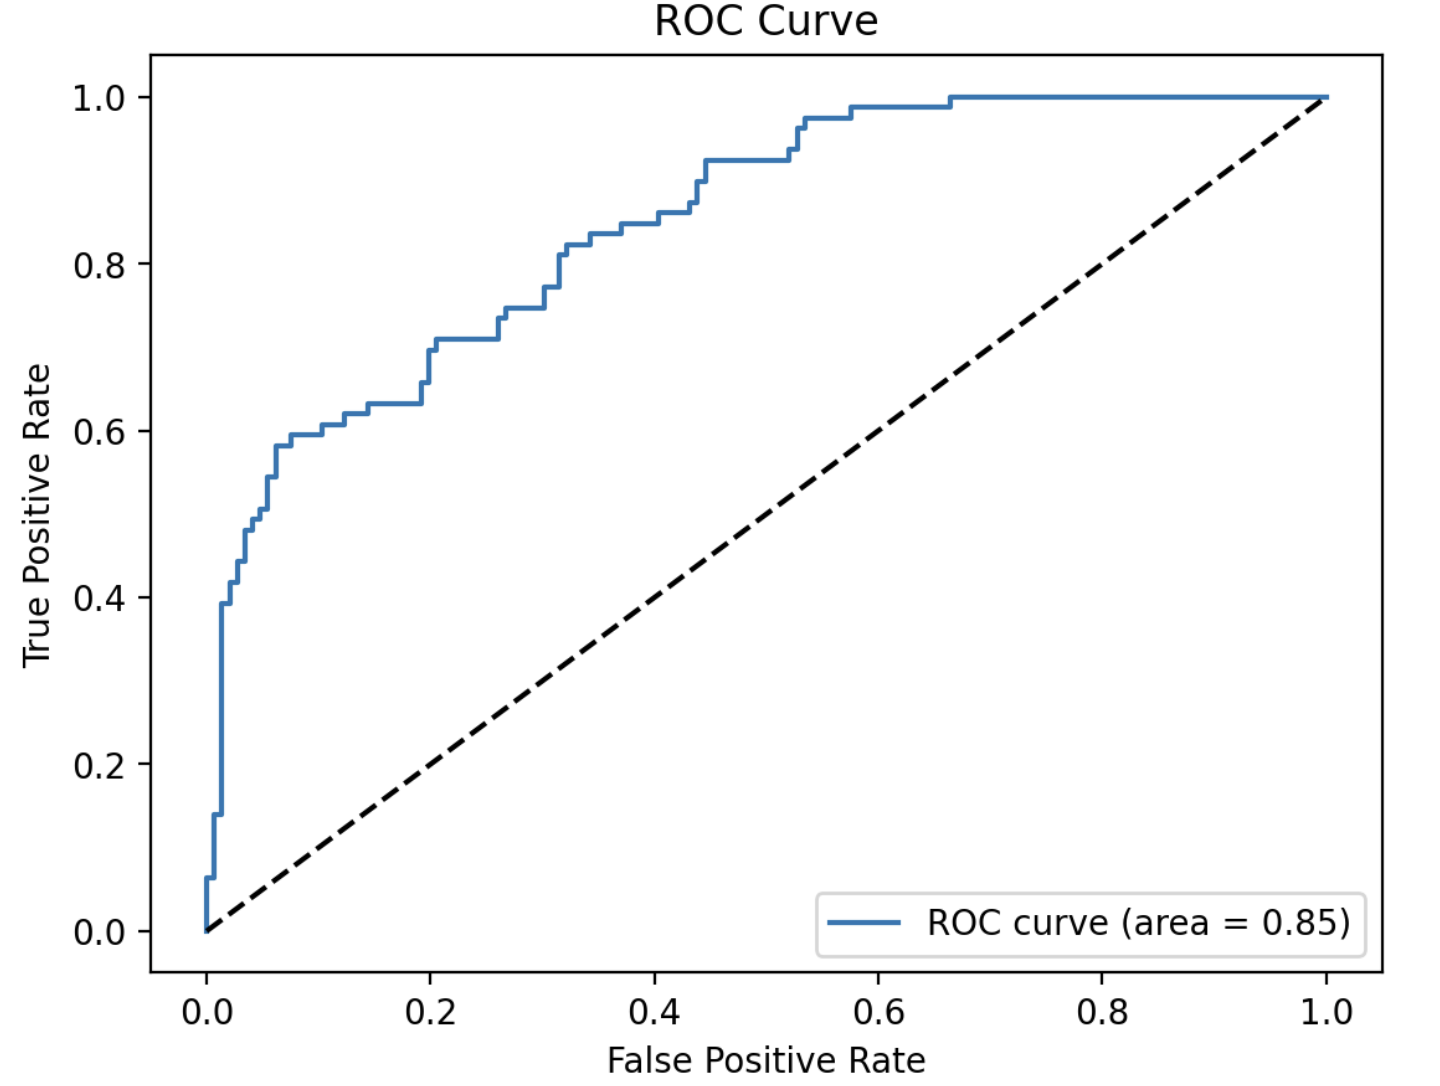 ROC Curve
1.0
0.8
0.6
0.4
0.2
0.0
True Positive Rate
ROC curve (area = 0.85)
0.0 0.2 0.4 0.6 0.8 1.0
False Positive Rate